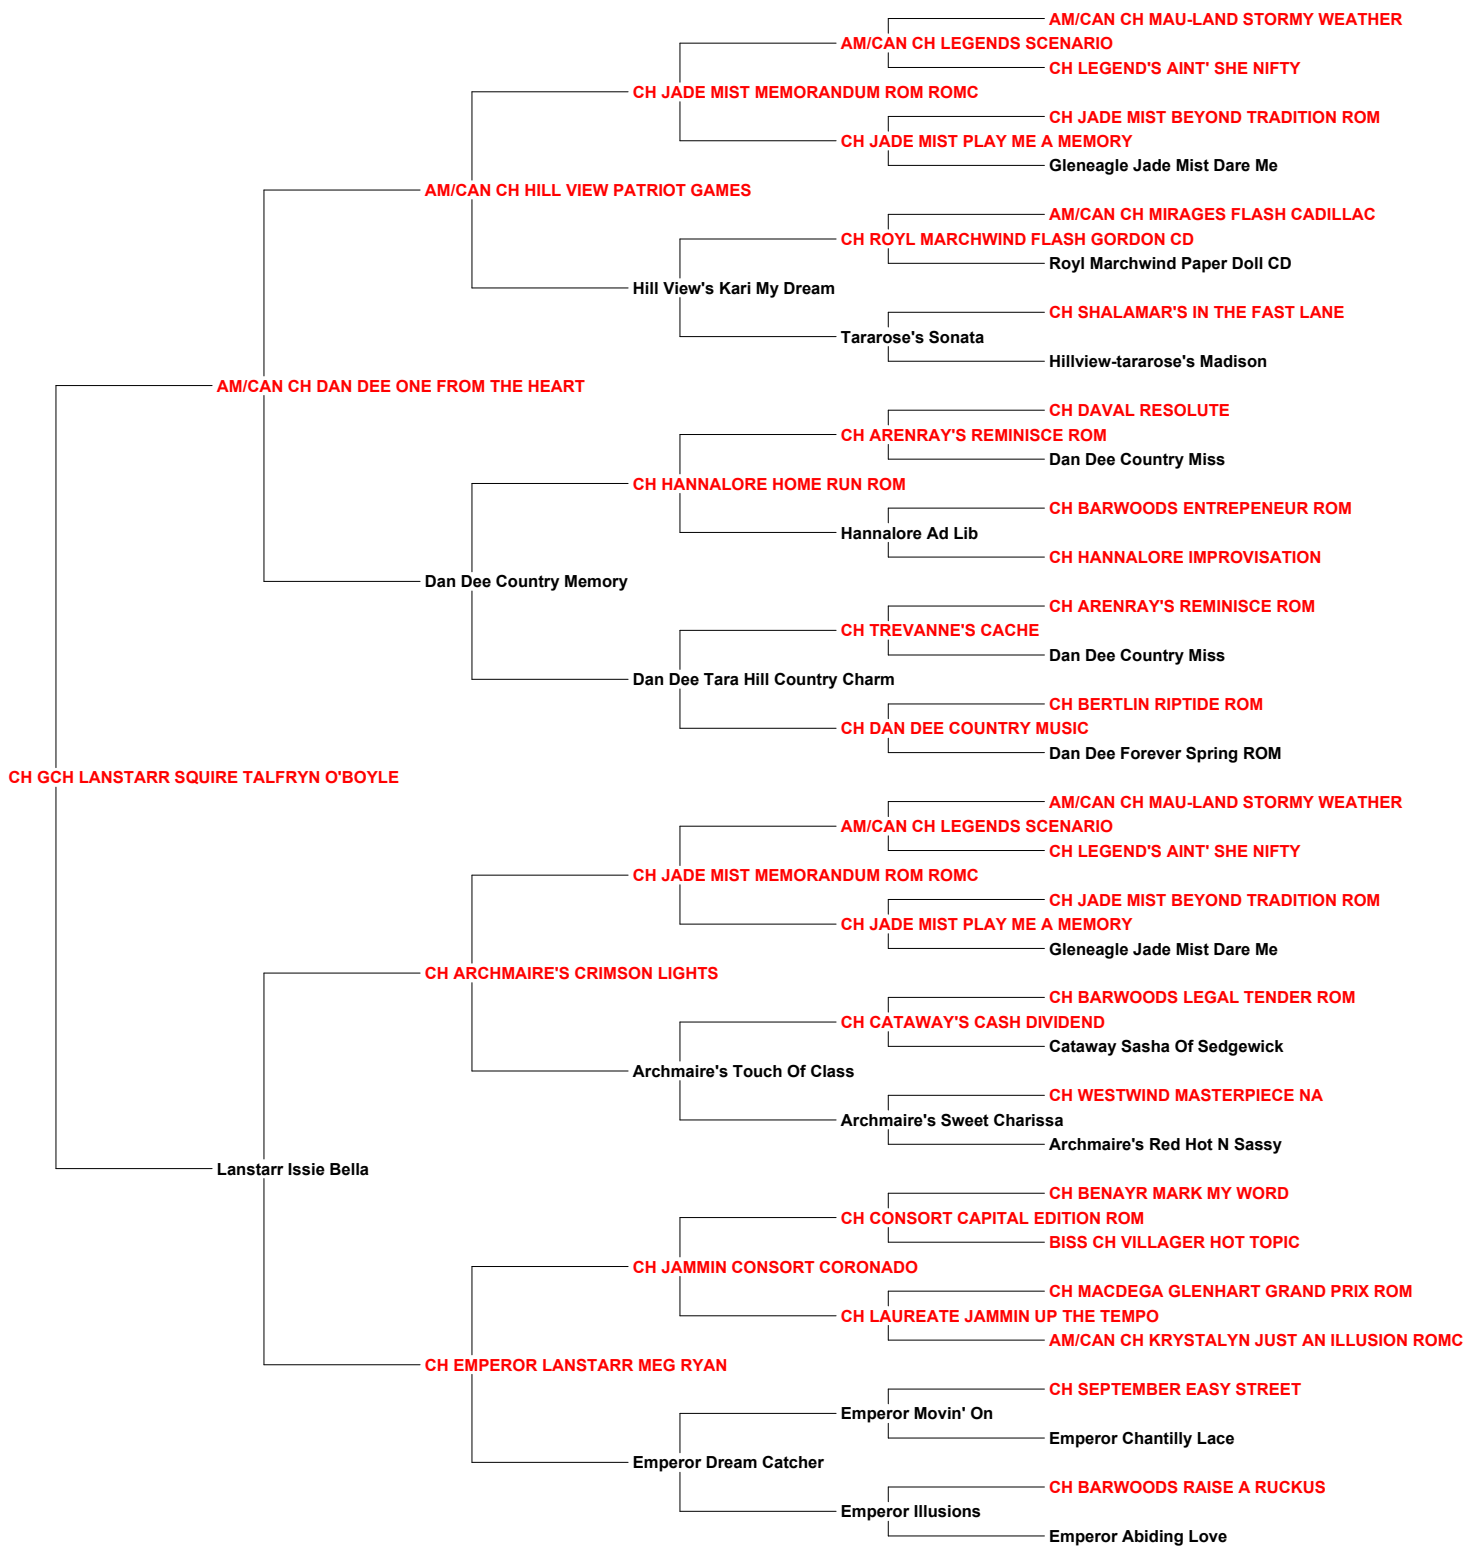 AM/CAN CH MAU-LAND STORMY WEATHER
AM/CAN CH LEGENDS SCENARIO
CH LEGEND'S AINT' SHE NIFTY
CH JADE MIST MEMORANDUM ROM ROMC
CH JADE MIST BEYOND TRADITION ROM
CH JADE MIST PLAY ME A MEMORY
Gleneagle Jade Mist Dare Me
AM/CAN CH HILL VIEW PATRIOT GAMES
AM/CAN CH MIRAGES FLASH CADILLAC
CH ROYL MARCHWIND FLASH GORDON CD
Royl Marchwind Paper Doll CD
Hill View's Kari My Dream
CH SHALAMAR'S IN THE FAST LANE
Tararose's Sonata
Hillview-tararose's Madison
AM/CAN CH DAN DEE ONE FROM THE HEART
CH DAVAL RESOLUTE
CH ARENRAY'S REMINISCE ROM
Dan Dee Country Miss
CH HANNALORE HOME RUN ROM
CH BARWOODS ENTREPENEUR ROM
Hannalore Ad Lib
CH HANNALORE IMPROVISATION
Dan Dee Country Memory
CH ARENRAY'S REMINISCE ROM
CH TREVANNE'S CACHE
Dan Dee Country Miss
Dan Dee Tara Hill Country Charm
CH BERTLIN RIPTIDE ROM
CH DAN DEE COUNTRY MUSIC
Dan Dee Forever Spring ROM
CH GCH LANSTARR SQUIRE TALFRYN O'BOYLE
AM/CAN CH MAU-LAND STORMY WEATHER
AM/CAN CH LEGENDS SCENARIO
CH LEGEND'S AINT' SHE NIFTY
CH JADE MIST MEMORANDUM ROM ROMC
CH JADE MIST BEYOND TRADITION ROM
CH JADE MIST PLAY ME A MEMORY
Gleneagle Jade Mist Dare Me
CH ARCHMAIRE'S CRIMSON LIGHTS
CH BARWOODS LEGAL TENDER ROM
CH CATAWAY'S CASH DIVIDEND
Cataway Sasha Of Sedgewick
Archmaire's Touch Of Class
CH WESTWIND MASTERPIECE NA
Archmaire's Sweet Charissa
Archmaire's Red Hot N Sassy
Lanstarr Issie Bella
CH BENAYR MARK MY WORD
CH CONSORT CAPITAL EDITION ROM
BISS CH VILLAGER HOT TOPIC
CH JAMMIN CONSORT CORONADO
CH MACDEGA GLENHART GRAND PRIX ROM
CH LAUREATE JAMMIN UP THE TEMPO
AM/CAN CH KRYSTALYN JUST AN ILLUSION ROMC
CH EMPEROR LANSTARR MEG RYAN
CH SEPTEMBER EASY STREET
Emperor Movin' On
Emperor Chantilly Lace
Emperor Dream Catcher
CH BARWOODS RAISE A RUCKUS
Emperor Illusions
Emperor Abiding Love